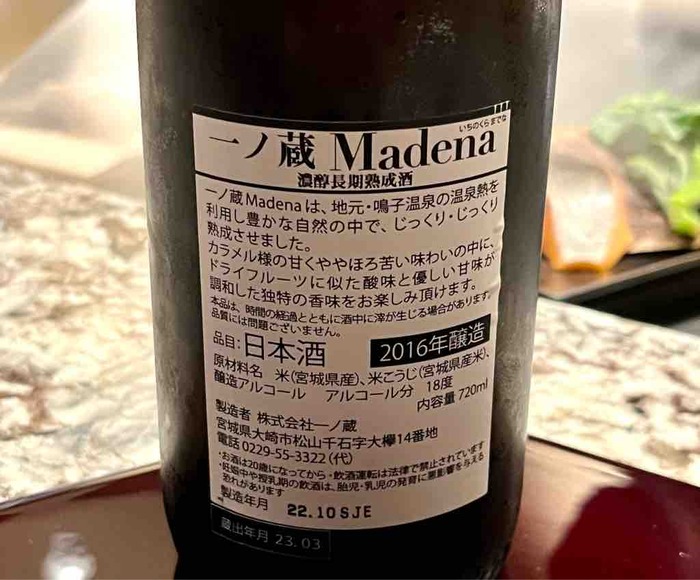 いちのくら までな
一ノ蔵 Madena
濃醇長期熟成酒
一ノ蔵Madenaは、地元・鳴子温泉の温泉熱を
利用し豊かな自然の中で、じっくり・じっくり
熟成させました。
カラメル様の甘くややほろ苦い味わいの中に、
ドライフルーツに似た酸味と優しい甘味が
調和した独特の香味をお楽しみ頂けます。
本品は、時間の経過とともに酒中に滓が生じる場合があります。
品質には問題ございません。
品目:日本酒 2016年醸造
原材料名 米(宮城県産)、米こうじ(宮城県産米)、
醸造アルコール アルコール分 18度
内容量 720ml
製造者 株式会社一ノ蔵
宮城県大崎市松山千石字大欅14番地
電話 0229-55-3322(代)
・お酒は20歳になってから・飲酒運転は法律で禁止されています
・妊娠中や授乳期の飲酒は、胎児・乳児の発育に悪影響を与える
恐れがあります
製造年月 22.10SJE
蔵出年月 23.03